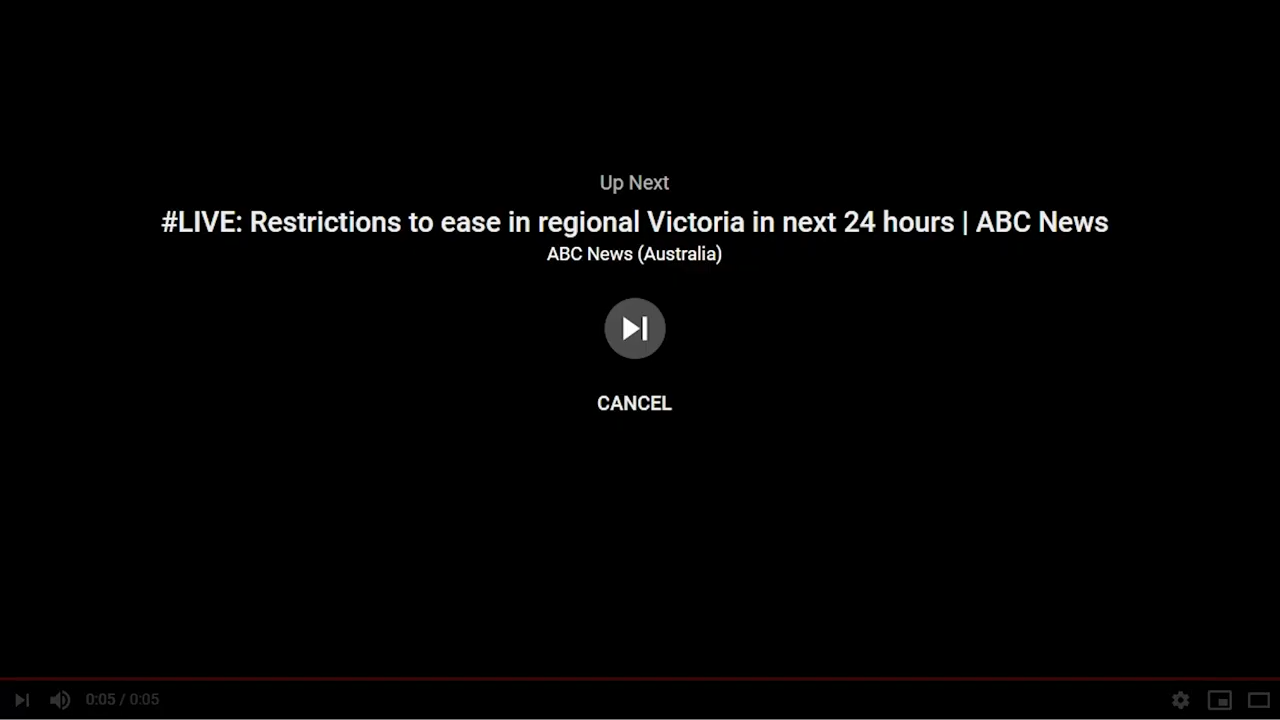 Up Next
#LIVE: Restrictions to ease in regional Victoria in next 24 hours | ABC News
ABC News (Australia)
CANCEL
0:05 / 0:05